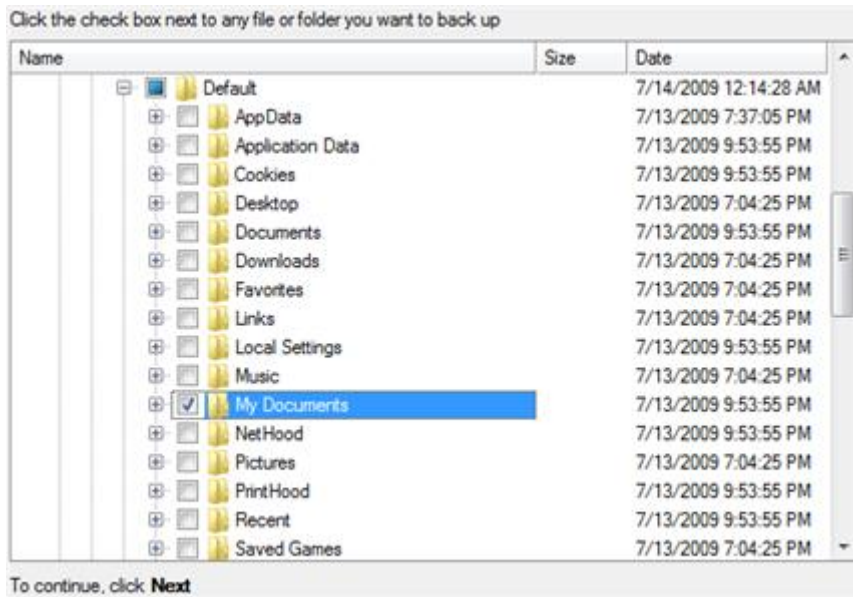 Click the check box next to any file or folder you want to back up
Name Size Date
Default 7/14/2009 12:14:28 AM
AppData 7/13/2009 7:37:05 PM
Application Data 7/13/2009 9:53:55 PM
Cookies 7/13/2009 9:53:55 PM
Desktop 7/13/2009 7:04:25 PM
Documents 7/13/2009 9:53:55 PM
Downloads 7/13/2009 7:04:25 PM
Favorites 7/13/2009 7:04:25 PM
Links 7/13/2009 7:04:25 PM
Local Settings 7/13/2009 9:53:55 PM
Music 7/13/2009 7:04:25 PM
My Documents 7/13/2009 9:53:55 PM
NetHood 7/13/2009 9:53:55 PM
Pictures 7/13/2009 7:04:25 PM
PrintHood 7/13/2009 9:53:55 PM
Recent 7/13/2009 9:53:55 PM
Saved Games 7/13/2009 7:04:25 PM
To continue, click Next